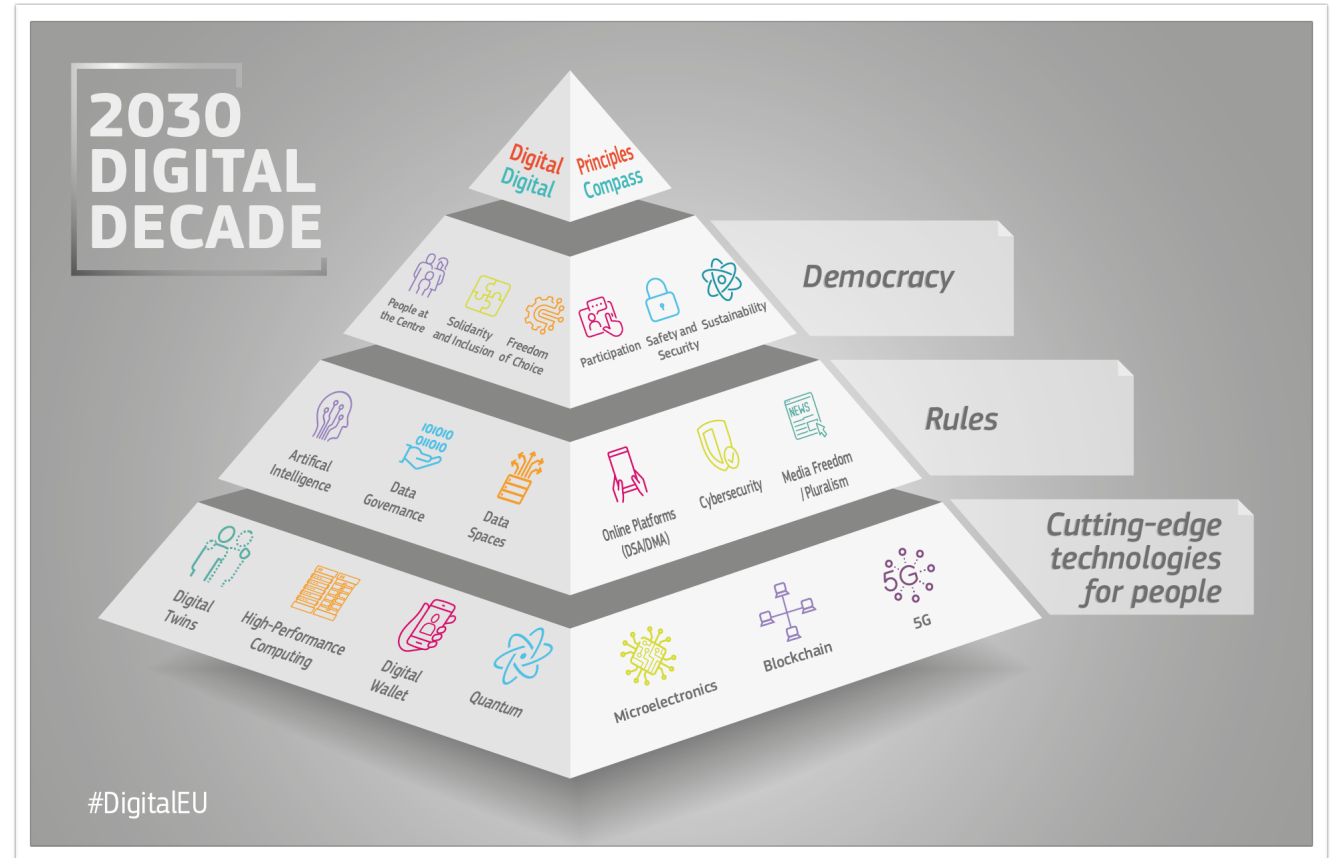 2030
DIGITAL
DECADE
Digital Principles
Digital Compass
People at
the Centre
Solidarity
and Inclusion
Freedom
of Choice
Participation
Safety and
Security
Sustainability
Democracy
Artifical
Intelligence
101010
011010
Data
Governance
Data
Spaces
Online Platforms
(DSA/DMA)
Cybersecurity
NEWS
Media Freedom
/ Pluralism
Rules
Digital
Twins
High-Performance
Computing
Digital
Wallet
Quantum
Microelectronics
Blockchain
5G
5G
Cutting-edge
technologies
for people
#DigitalEU